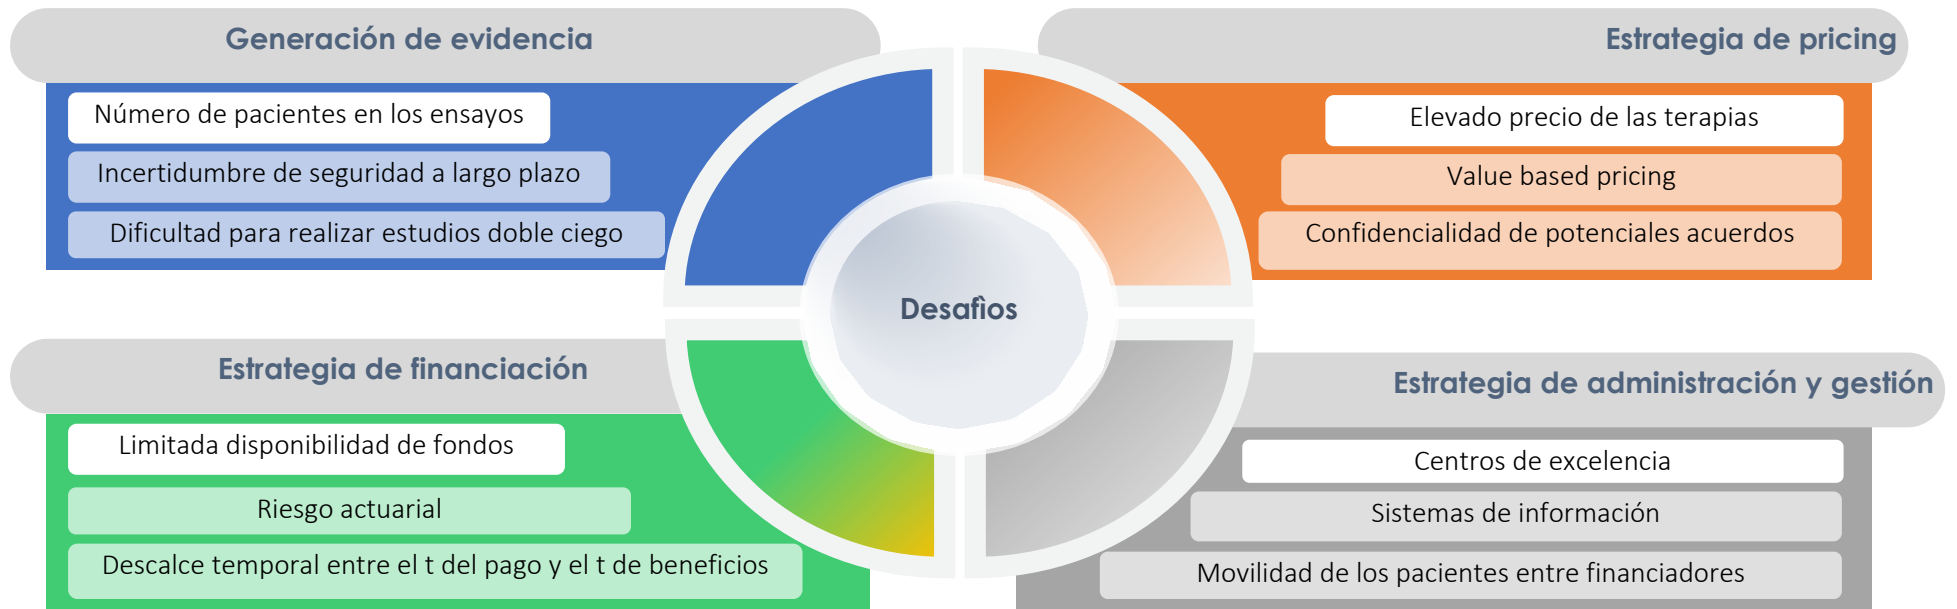 Generación de evidencia
Número de pacientes en los ensayos
Incertidumbre de seguridad a largo plazo
Dificultad para realizar estudios doble ciego
Estrategia de pricing
Elevado precio de las terapias
Value based pricing
Confidencialidad de potenciales acuerdos
Desafìos
Estrategia de financiación
Limitada disponibilidad de fondos
Riesgo actuarial
Descalce temporal entre el t del pago y el t de beneficios
Estrategia de administración y gestión
Centros de excelencia
Sistemas de información
Movilidad de los pacientes entre financiadores